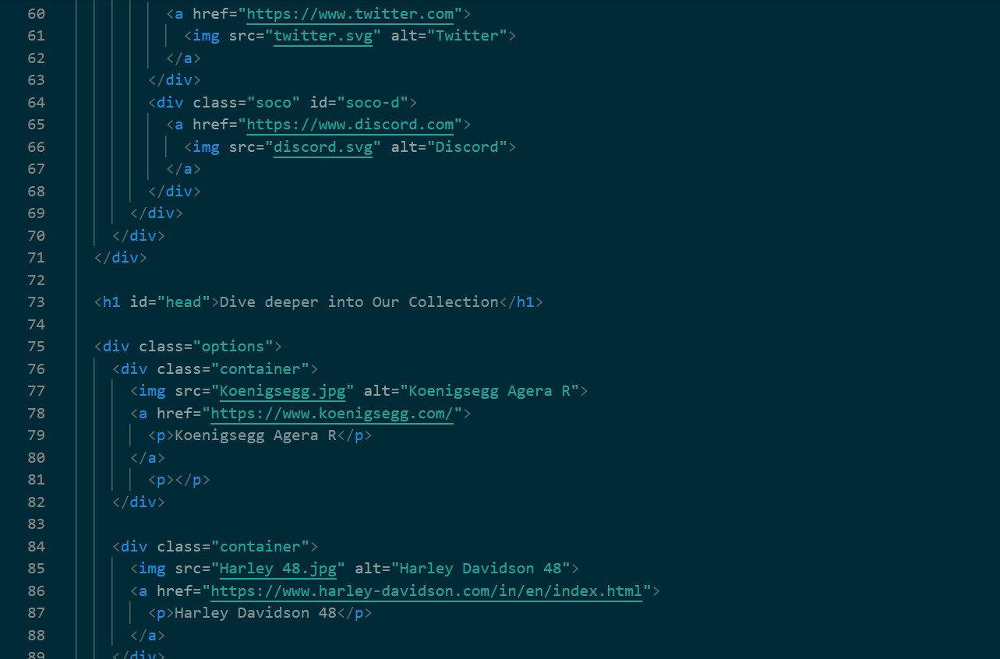 60 <a href="https://www.twitter.com">
61 <img src="twitter.svg" alt="Twitter">
62 </a>
63 </div>
64 <div class="soco" id="soco-d">
65 <a href="https://www.discord.com">
66 <img src="discord.svg" alt="Discord">
67 </a>
68 </div>
69 </div>
70 </div>
71 </div>
72
73 <h1 id="head">Dive deeper into Our Collection</h1>
74
75 <div class="options">
76 <div class="container">
77 <img src="Koenigsegg.jpg" alt="Koenigsegg Agera R">
78 <a href="https://www.koenigsegg.com/">
79 <p>Koenigsegg Agera R</p>
80 </a>
81 <p></p>
82 </div>
83
84 <div class="container">
85 <img src="Harley 48.jpg" alt="Harley Davidson 48">
86 <a href="https://www.harley-davidson.com/in/en/index.html">
87 <p>Harley Davidson 48</p>
88 </a>
89 </div>